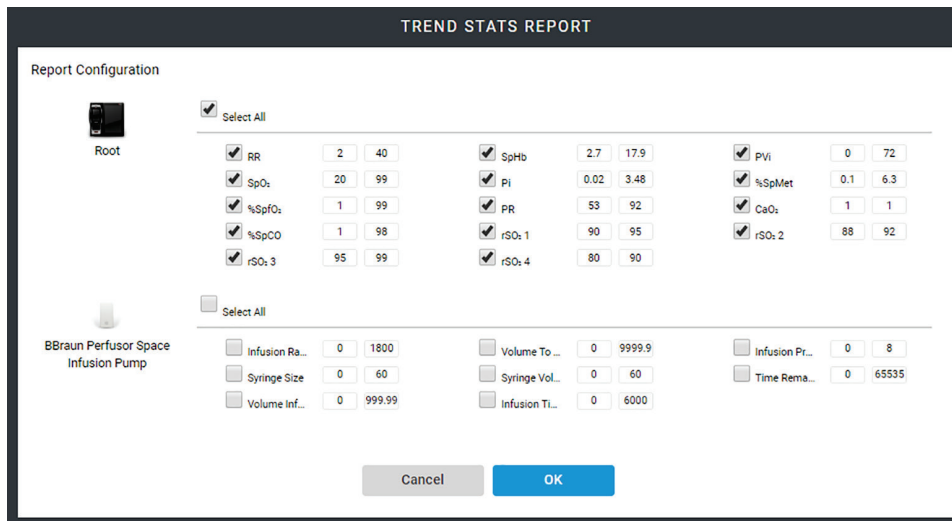 TREND STATS REPORT
Report Configuration
Root
Select All
RR 2 40 SpHb 2.7 17.9 PVi 0 72
SpO₂ 20 99 Pi 0.02 3.48 %SpMet 0.1 6.3
%SpfO₂ 1 99 PR 53 92 CaO₂ 1 1
%SpCO 1 98 rSO₂ 1 90 95 rSO₂ 2 88 92
rSO₂ 3 95 99 rSO₂ 4 80 90
BBraun Perfusor Space
Infusion Pump
Select All
Infusion Ra... 0 1800 Volume To ... 0 9999.9 Infusion Pr... 0 8
Syringe Size 0 60 Syringe Vol... 0 60 Time Rema... 0 65535
Volume Inf... 0 999.99 Infusion Ti... 0 6000
Cancel OK